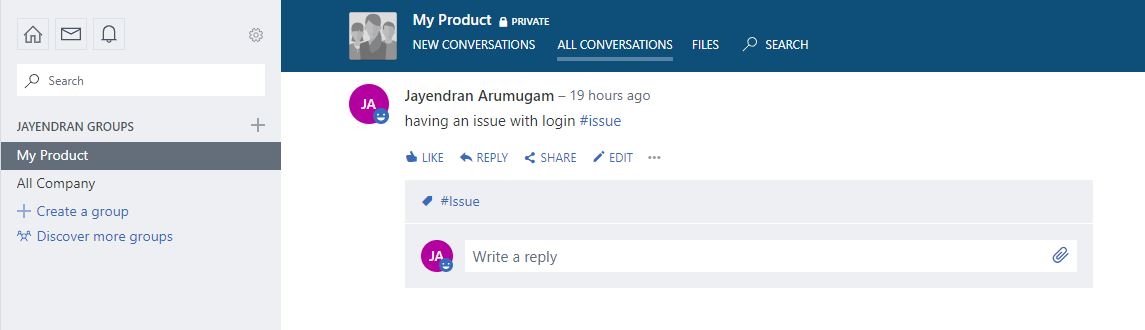 Search
JAYENDRAN GROUPS
My Product
All Company
Create a group
Discover more groups
My Product PRIVATE
NEW CONVERSATIONS ALL CONVERSATIONS FILES SEARCH
JA
Jayendran Arumugam – 19 hours ago
having an issue with login #issue
LIKE REPLY SHARE EDIT •••
#Issue
JA
Write a reply